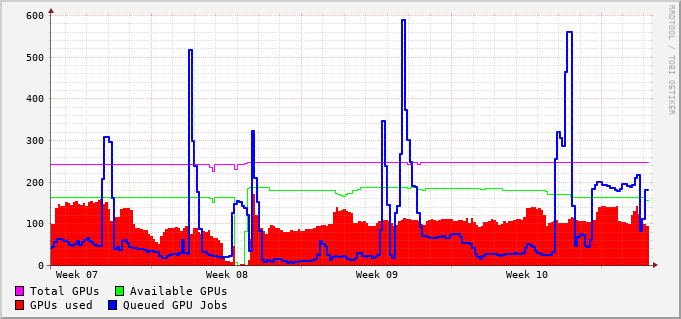 600
500
400
300
200
100
0
Week 07 Week 08 Week 09 Week 10
Total GPUs Available GPUs
GPUs used Queued GPU Jobs
RRDTOOL / TOBI OETIKER